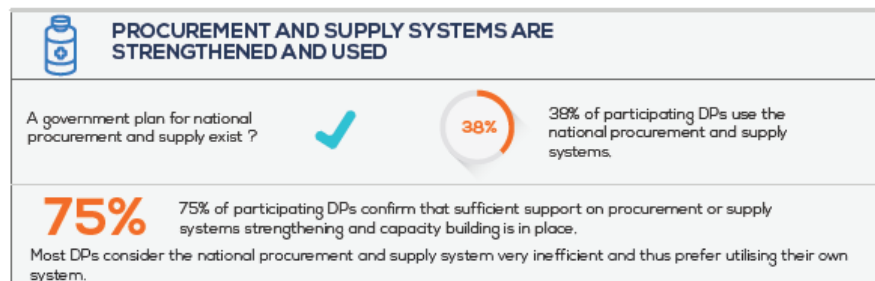 PROCUREMENT AND SUPPLY SYSTEMS ARE
STRENGTHENED AND USED
A government plan for national
procurement and supply exist ?
38%
38% of participating DPs use the
national procurement and supply
systems.
75%
75% of participating DPs confirm that sufficient support on procurement or supply
systems strengthening and capacity building is in place.
Most DPs consider the national procurement and supply system very inefficient and thus prefer utilising their own
system.